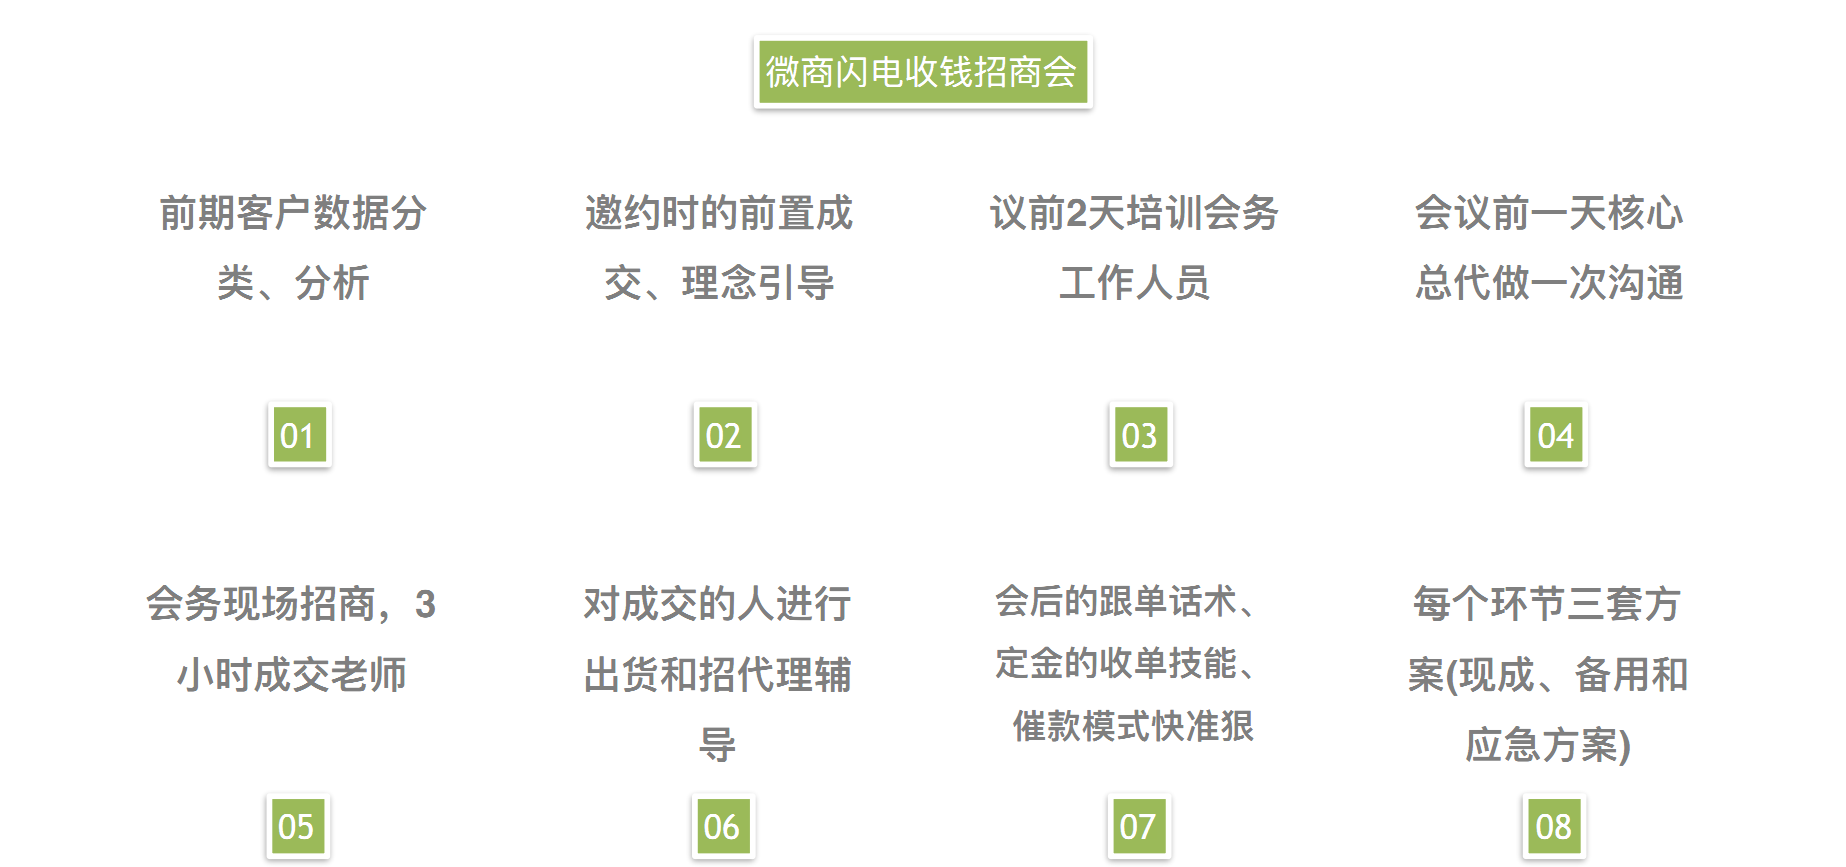 微商闪电收钱招商会
前期客户数据分
类、分析
邀约时的前置成
交、理念引导
议前2天培训会务
工作人员
会议前一天核心
总代做一次沟通
01
02
03
04
会务现场招商，3
小时成交老师
对成交的人进行
出货和招代理辅
导
会后的跟单话术、
定金的收单技能、
催款模式快准狠
每个环节三套方
案(现成、备用和
应急方案)
05
06
07
08